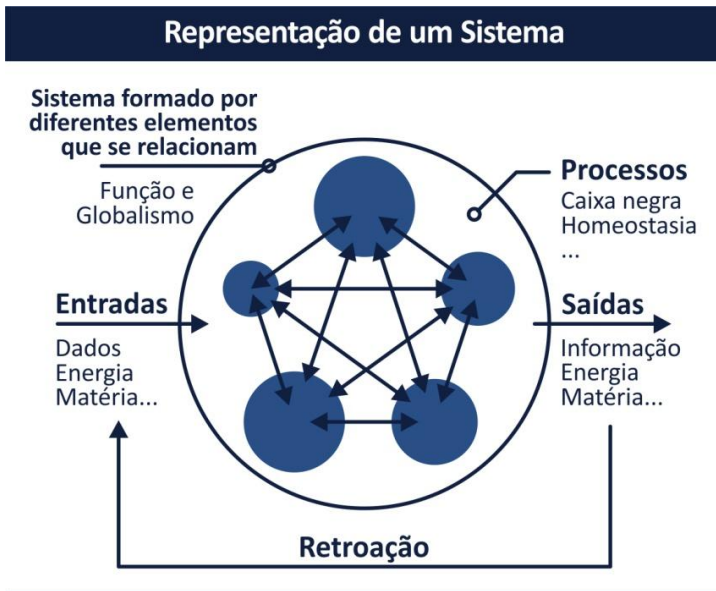 Representação de um Sistema
Sistema formado por
diferentes elementos
que se relacionam
Função e
Globalismo
Processos
Caixa negra
Homeostasia
...
Entradas
Dados
Energia
Matéria...
Saídas
Informação
Energia
Matéria...
Retroação